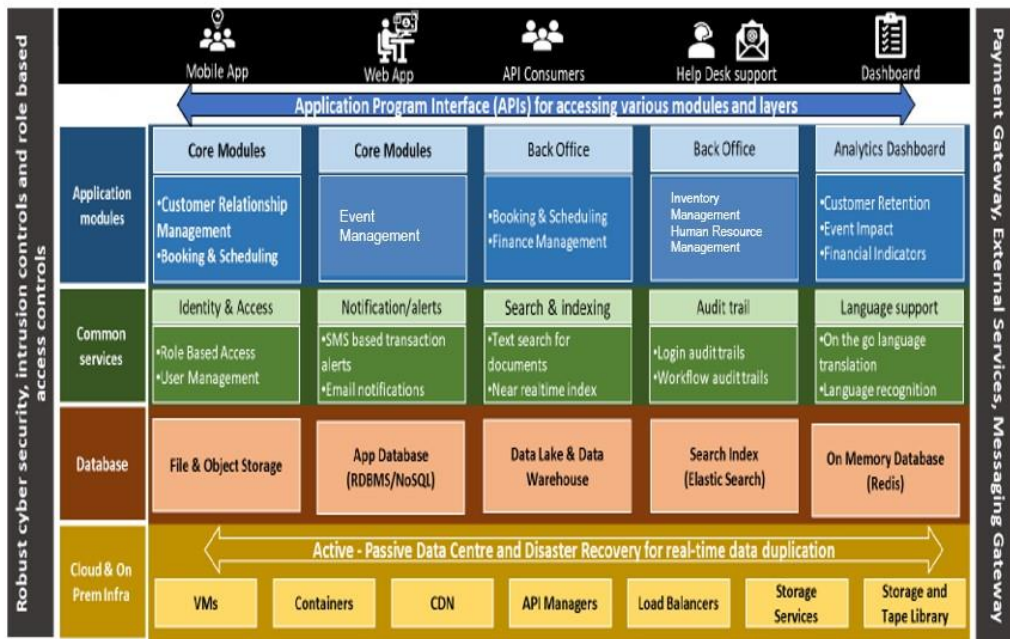 Robust cyber security, intrusion controls and role based
access controls
Mobile App
Web App
API Consumers
Help Desk support
Dashboard
Application Program Interface (APIs) for accessing various modules and layers
Application
modules
Core Modules
Core Modules
Back Office
Back Office
Analytics Dashboard
•Customer Relationship
Management
•Booking & Scheduling
Event
Management
•Booking & Scheduling
•Finance Management
Inventory
Management
Human Resource
Management
•Customer Retention
•Event Impact
•Financial Indicators
Common
services
Identity & Access
Notification/alerts
Search & indexing
Audit trail
Language support
•Role Based Access
•User Management
•SMS based transaction
alerts
•Email notifications
•Text search for
documents
•Near realtime index
•Login audit trails
•Workflow audit trails
•On the go language
translation
•Language recognition
Database
File & Object Storage
App Database
(RDBMS/NoSQL)
Data Lake & Data
Warehouse
Search Index
(Elastic Search)
On Memory Database
(Redis)
Cloud & On
Prem Infra
Active - Passive Data Centre and Disaster Recovery for real-time data duplication
VMs
Containers
CDN
API Managers
Load Balancers
Storage
Services
Storage and
Tape Library
Payment Gateway, External Services, Messaging Gateway